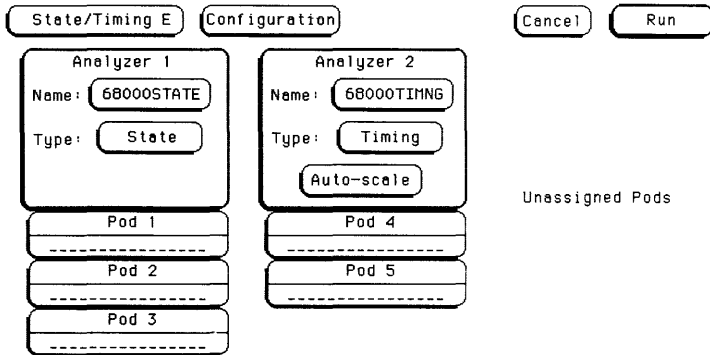 State/Timing E Configuration Cancel Run
Analyzer 1 Analyzer 2
Name: 68000STATE Name: 68000TIMNG
Type: State Type: Timing
Auto-scale
Unassigned Pods
Pod 1 Pod 4
Pod 2 Pod 5
Pod 3